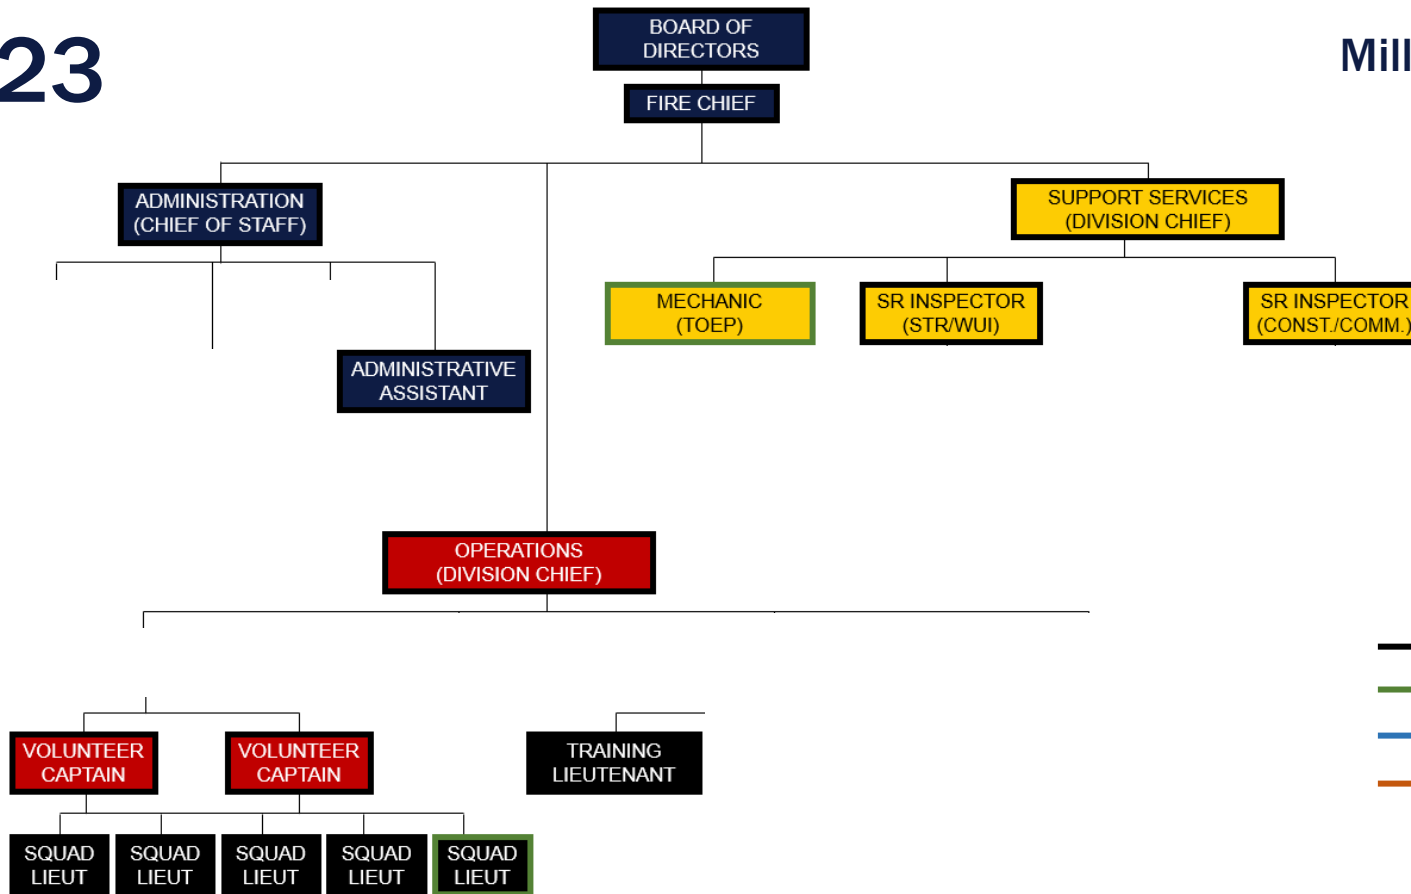 23
Mill
BOARD OF
DIRECTORS
FIRE CHIEF
ADMINISTRATION
(CHIEF OF STAFF)
SUPPORT SERVICES
(DIVISION CHIEF)
MECHANIC
(TOEP)
SR INSPECTOR
(STR/WUI)
SR INSPECTOR
(CONST./COMM.)
ADMINISTRATIVE
ASSISTANT
OPERATIONS
(DIVISION CHIEF)
VOLUNTEER
CAPTAIN
VOLUNTEER
CAPTAIN
TRAINING
LIEUTENANT
SQUAD
LIEUT
SQUAD
LIEUT
SQUAD
LIEUT
SQUAD
LIEUT
SQUAD
LIEUT